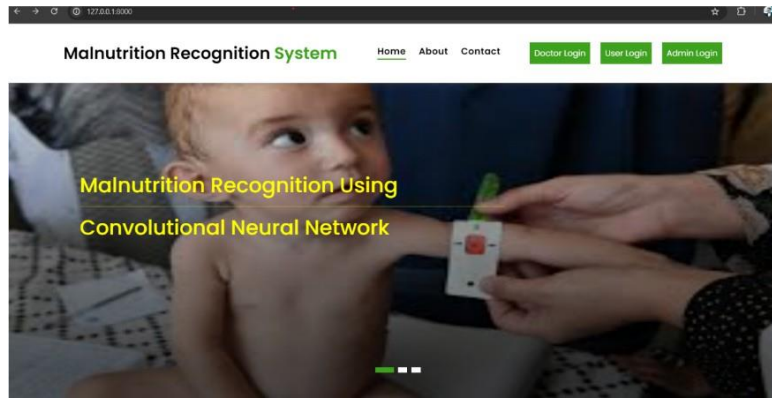 127.0.0.1:8000
Malnutrition Recognition System
Home About Contact
Doctor Login User Login Admin Login
Malnutrition Recognition Using
Convolutional Neural Network